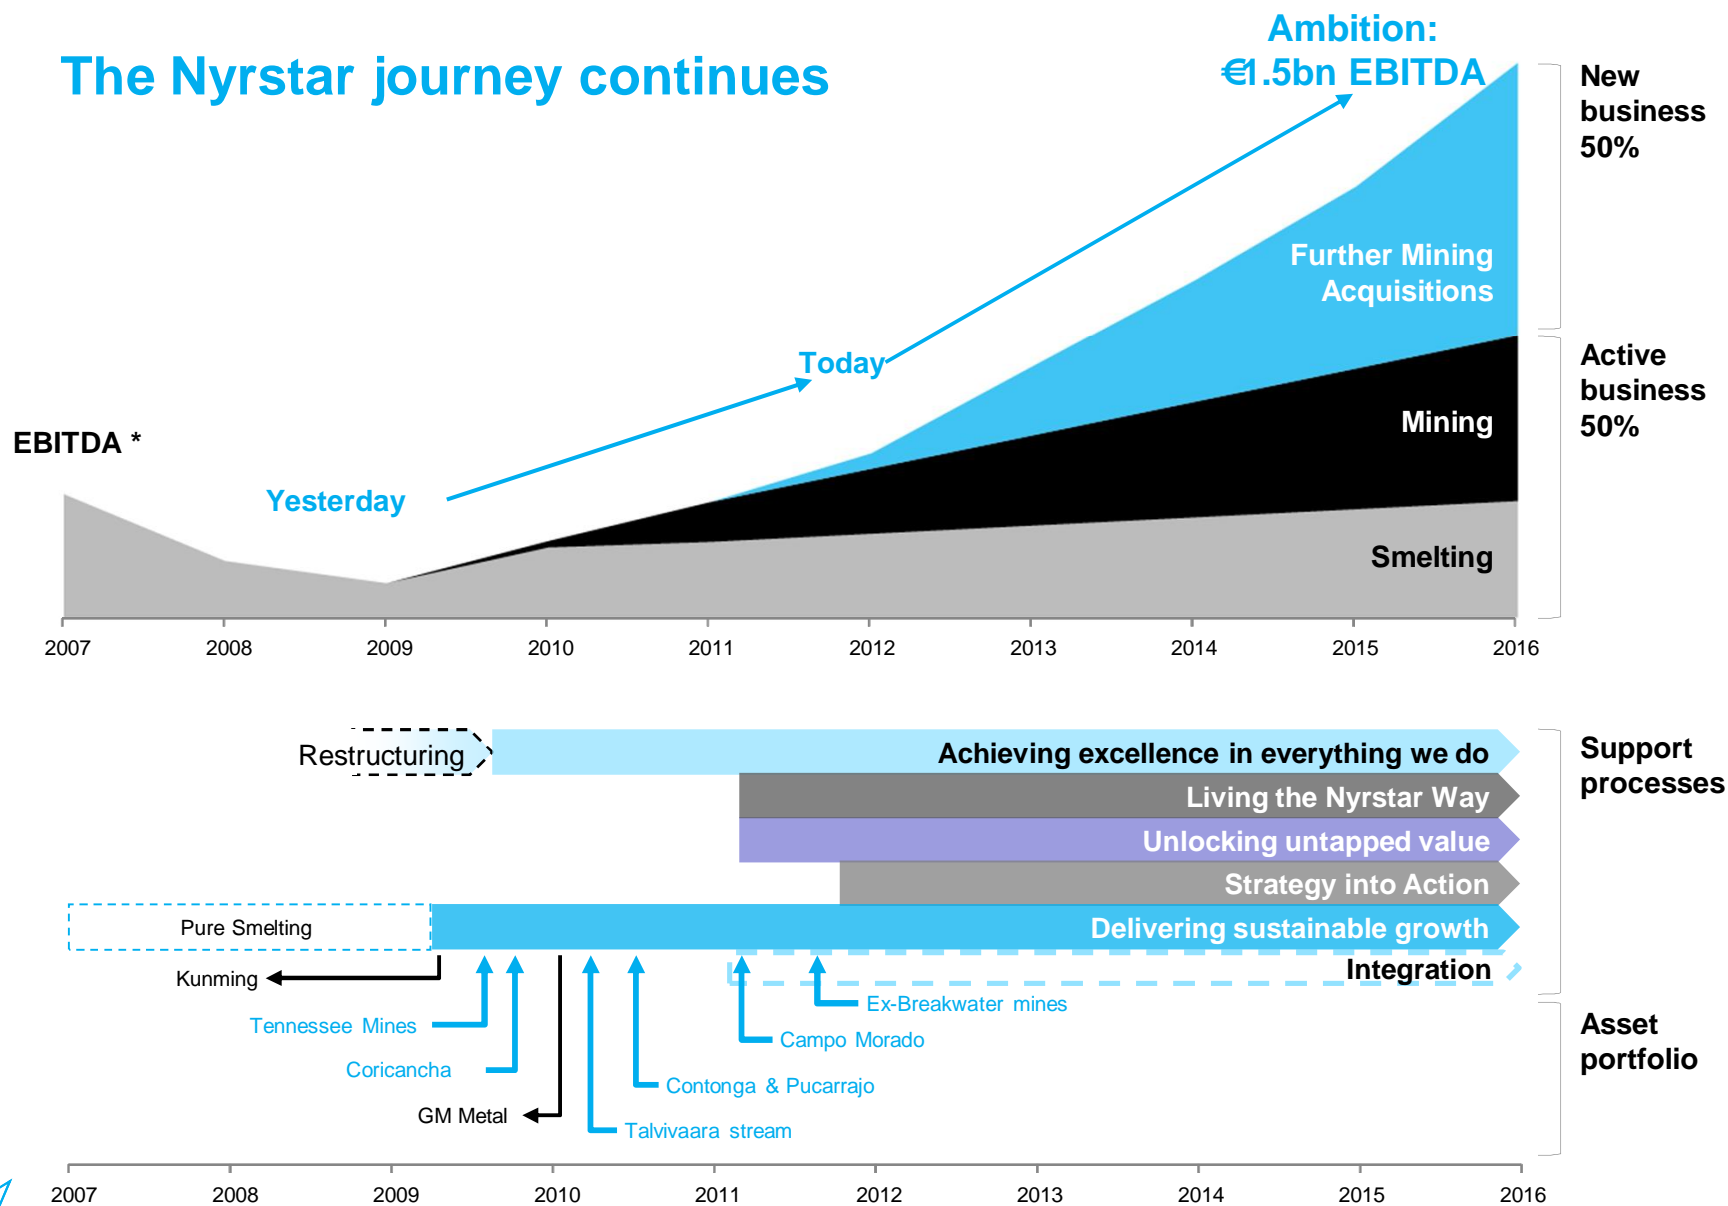 The Nyrstar journey continues
Ambition:
€1.5bn EBITDA
New
business
50%
Further Mining
Acquisitions
Today
Active
business
50%
Mining
EBITDA *
Yesterday
Smelting
2007 2008 2009 2010 2011 2012 2013 2014 2015 2016
Restructuring
Achieving excellence in everything we do
Support
processes
Living the Nyrstar Way
Unlocking untapped value
Strategy into Action
Pure Smelting
Delivering sustainable growth
Integration
Kunming
Ex-Breakwater mines
Tennessee Mines
Campo Morado
Asset
portfolio
Coricancha
Contonga & Pucarrajo
GM Metal
Talvivaara stream
2007 2008 2009 2010 2011 2012 2013 2014 2015 2016